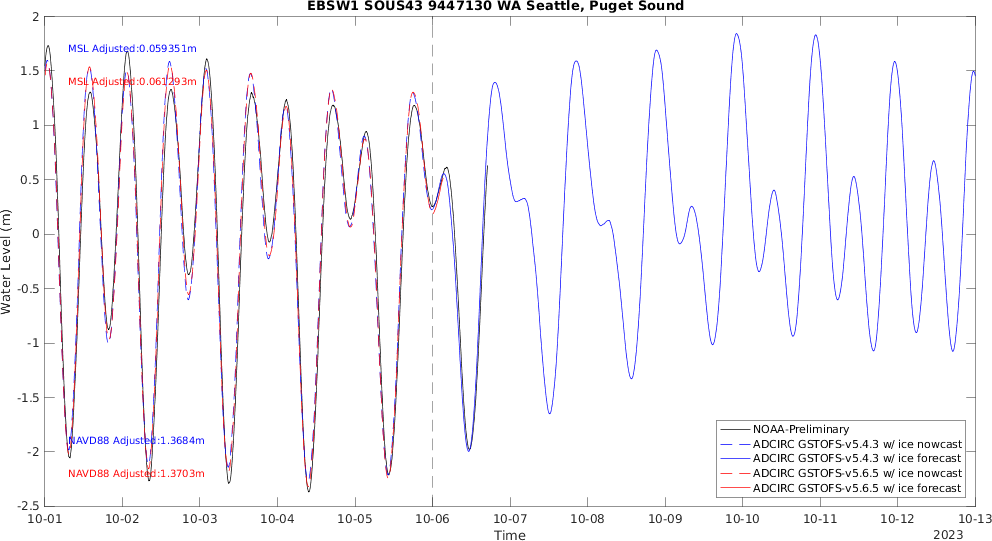 EBSW1 SOUS43 9447130 WA Seattle, Puget Sound
2
1.5
1
0.5
0
-0.5
-1
-1.5
-2
-2.5
Water Level (m)
MSL Adjusted:0.059351m
MSL Adjusted:0.061293m
NAVD88 Adjusted:1.3684m
NAVD88 Adjusted:1.3703m
NOAA-Preliminary
ADCIRC GSTOFS-v5.4.3 w/ ice nowcast
ADCIRC GSTOFS-v5.4.3 w/ ice forecast
ADCIRC GSTOFS-v5.6.5 w/ ice nowcast
ADCIRC GSTOFS-v5.6.5 w/ ice forecast
10-01 10-02 10-03 10-04 10-05 10-06 10-07 10-08 10-09 10-10 10-11 10-12 10-13
Time
2023